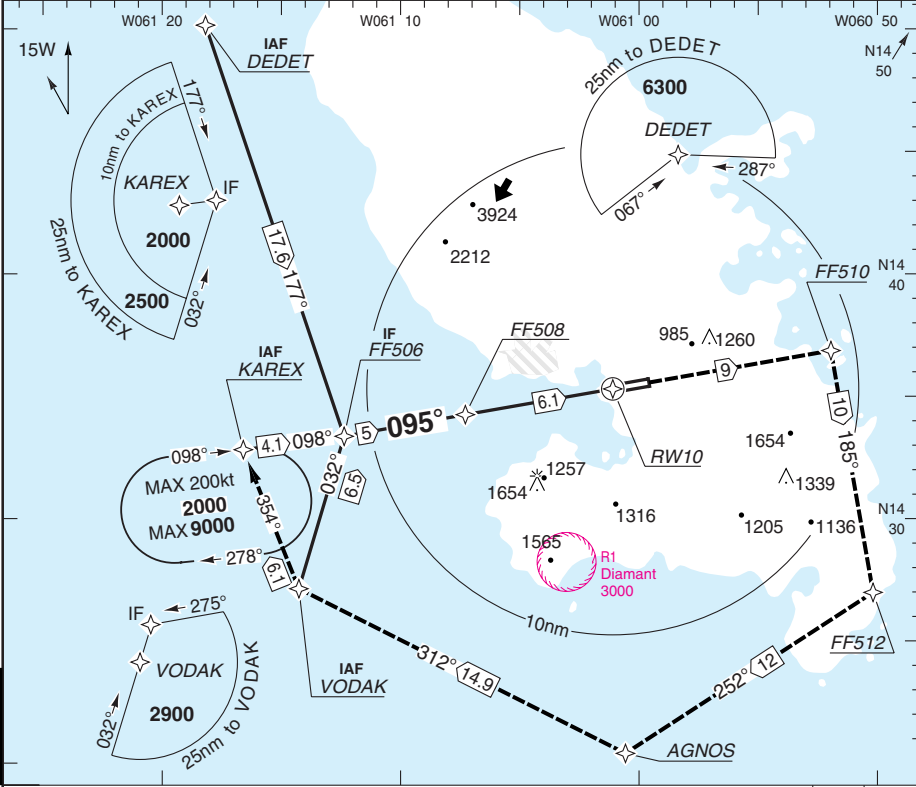 W061 20
W061 10
W061 00
W060 50
15W
N14
50
IAF
DEDET
25nm to DEDET
6300
DEDET
287°
067°
177°
10nm to KAREX
KAREX
IF
2000
25nm to KAREX
2500
032°
3924
2212
17.6
177°
FF510
N14
40
IAF
KAREX
IF
FF506
FF508
985
1260
9
10
185°
098°
4.1
098°
5
095°
6.1
RW10
1654
MAX 200kt
2000
MAX 9000
278°
354°
6.1
032°
6.5
1257
1654
1316
1339
1205
1136
N14
30
1565
R1
Diamant
3000
10nm
IF
275°
VODAK
2900
032°
25nm to VODAK
IAF
VODAK
312°
14.9
252°
12
FF512
AGNOS